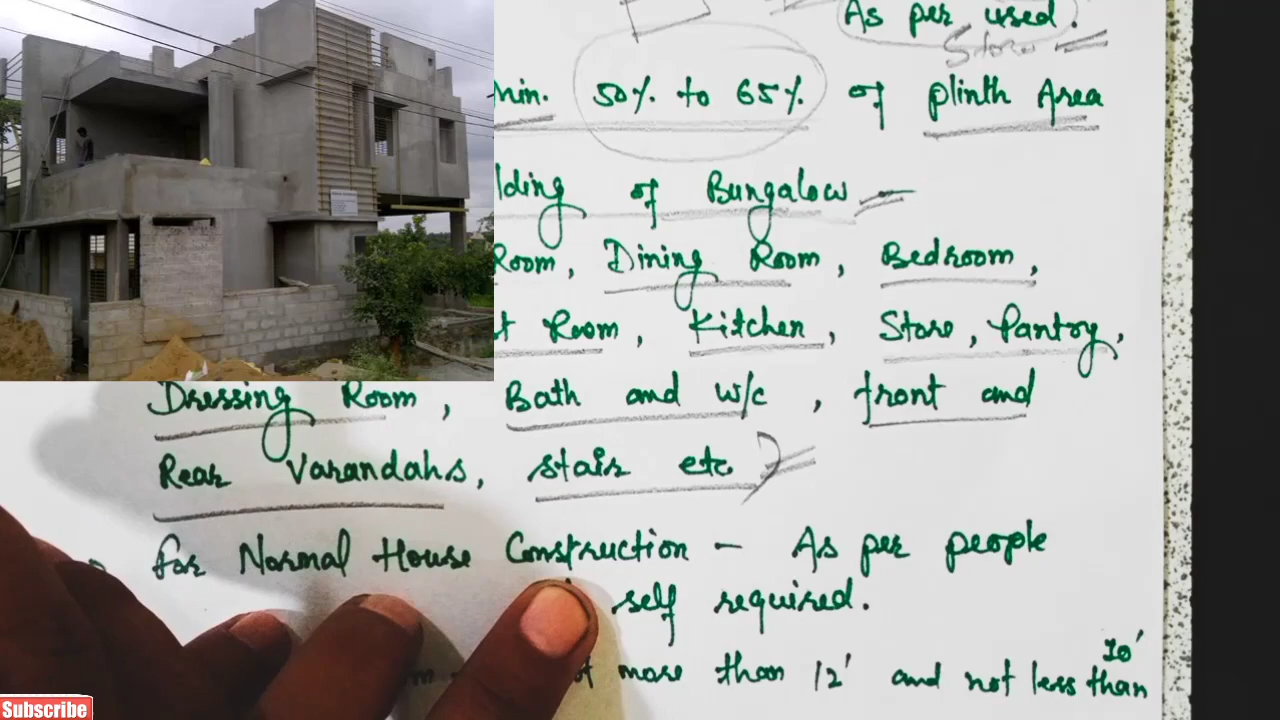 As per used.
Store
Min. 50% to 65% of plinth Area
lding of Bungalow
Room, Dining Room, Bedroom,
t Room, Kitchen, Store, Pantry,
Dressing Room, Bath and w/c, front and
Rear Varandahs, stair etc)
for Normal House Construction - As per people
self required.
10'
more than 12' and not less than
Subscribe